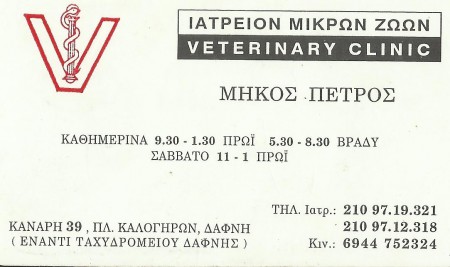 ΙΑΤΡΕΙΟΝ ΜΙΚΡΩΝ ΖΩΩΝ
VETERINARY CLINIC
ΜΗΚΟΣ ΠΕΤΡΟΣ
ΚΑΘΗΜΕΡΙΝΑ 9.30 - 1.30 ΠΡΩΪ 5.30 - 8.30 ΒΡΑΔΥ
ΣΑΒΒΑΤΟ 11 - 1 ΠΡΩΪ
ΤΗΛ. Ιατρ.: 210 97.19.321
210 97.12.318
Κιν.: 6944 752324
ΚΑΝΑΡΗ 39 , ΠΛ. ΚΑΛΟΓΗΡΩΝ, ΔΑΦΝΗ
( ΕΝΑΝΤΙ ΤΑΧΥΔΡΟΜΕΙΟΥ ΔΑΦΝΗΣ )